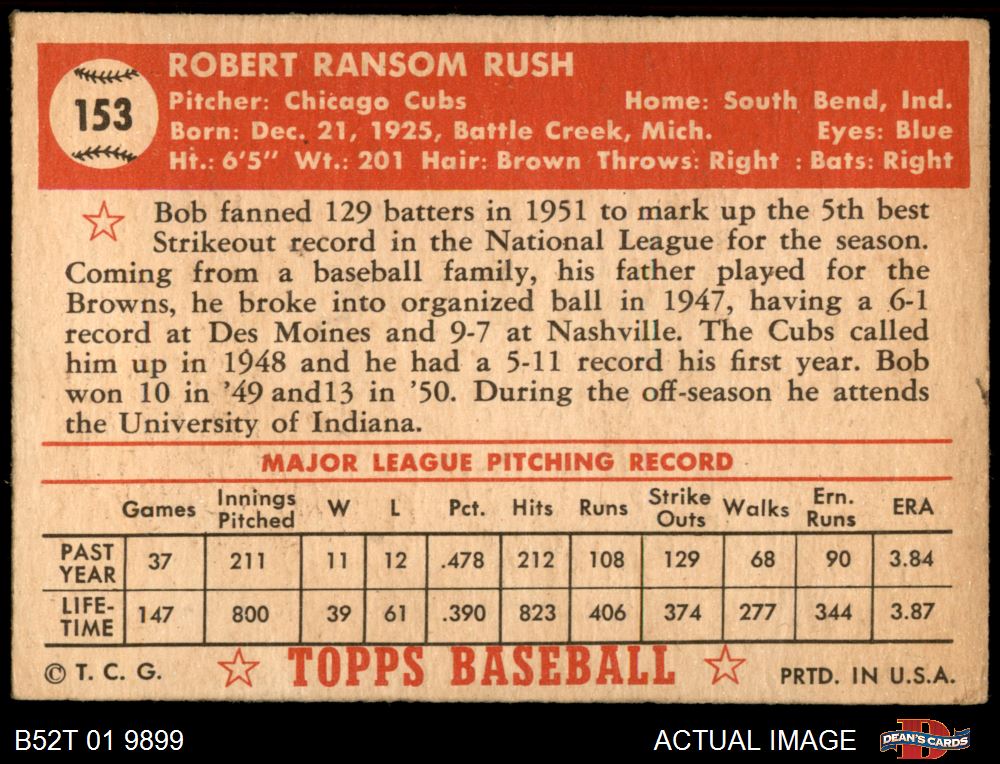 153
ROBERT RANSOM RUSH
Pitcher: Chicago Cubs Home: South Bend, Ind.
Born: Dec. 21, 1925, Battle Creek, Mich. Eyes: Blue
Ht.: 6'5" Wt.: 201 Hair: Brown Throws: Right : Bats: Right
Bob fanned 129 batters in 1951 to mark up the 5th best
Strikeout record in the National League for the season.
Coming from a baseball family, his father played for the
Browns, he broke into organized ball in 1947, having a 6-1
record at Des Moines and 9-7 at Nashville. The Cubs called
him up in 1948 and he had a 5-11 record his first year. Bob
won 10 in '49 and13 in '50. During the off-season he attends
the University of Indiana.
MAJOR LEAGUE PITCHING RECORD
Games Innings Pitched W L Pct. Hits Runs Strike Outs Walks Ern. Runs ERA
PAST YEAR 37 211 11 12 .478 212 108 129 68 90 3.84
LIFE-TIME 147 800 39 61 .390 823 406 374 277 344 3.87
© T. C. G. TOPPS BASEBALL PRTD. IN U.S.A.
B52T 01 9899 ACTUAL IMAGE D DEAN'S CARDS